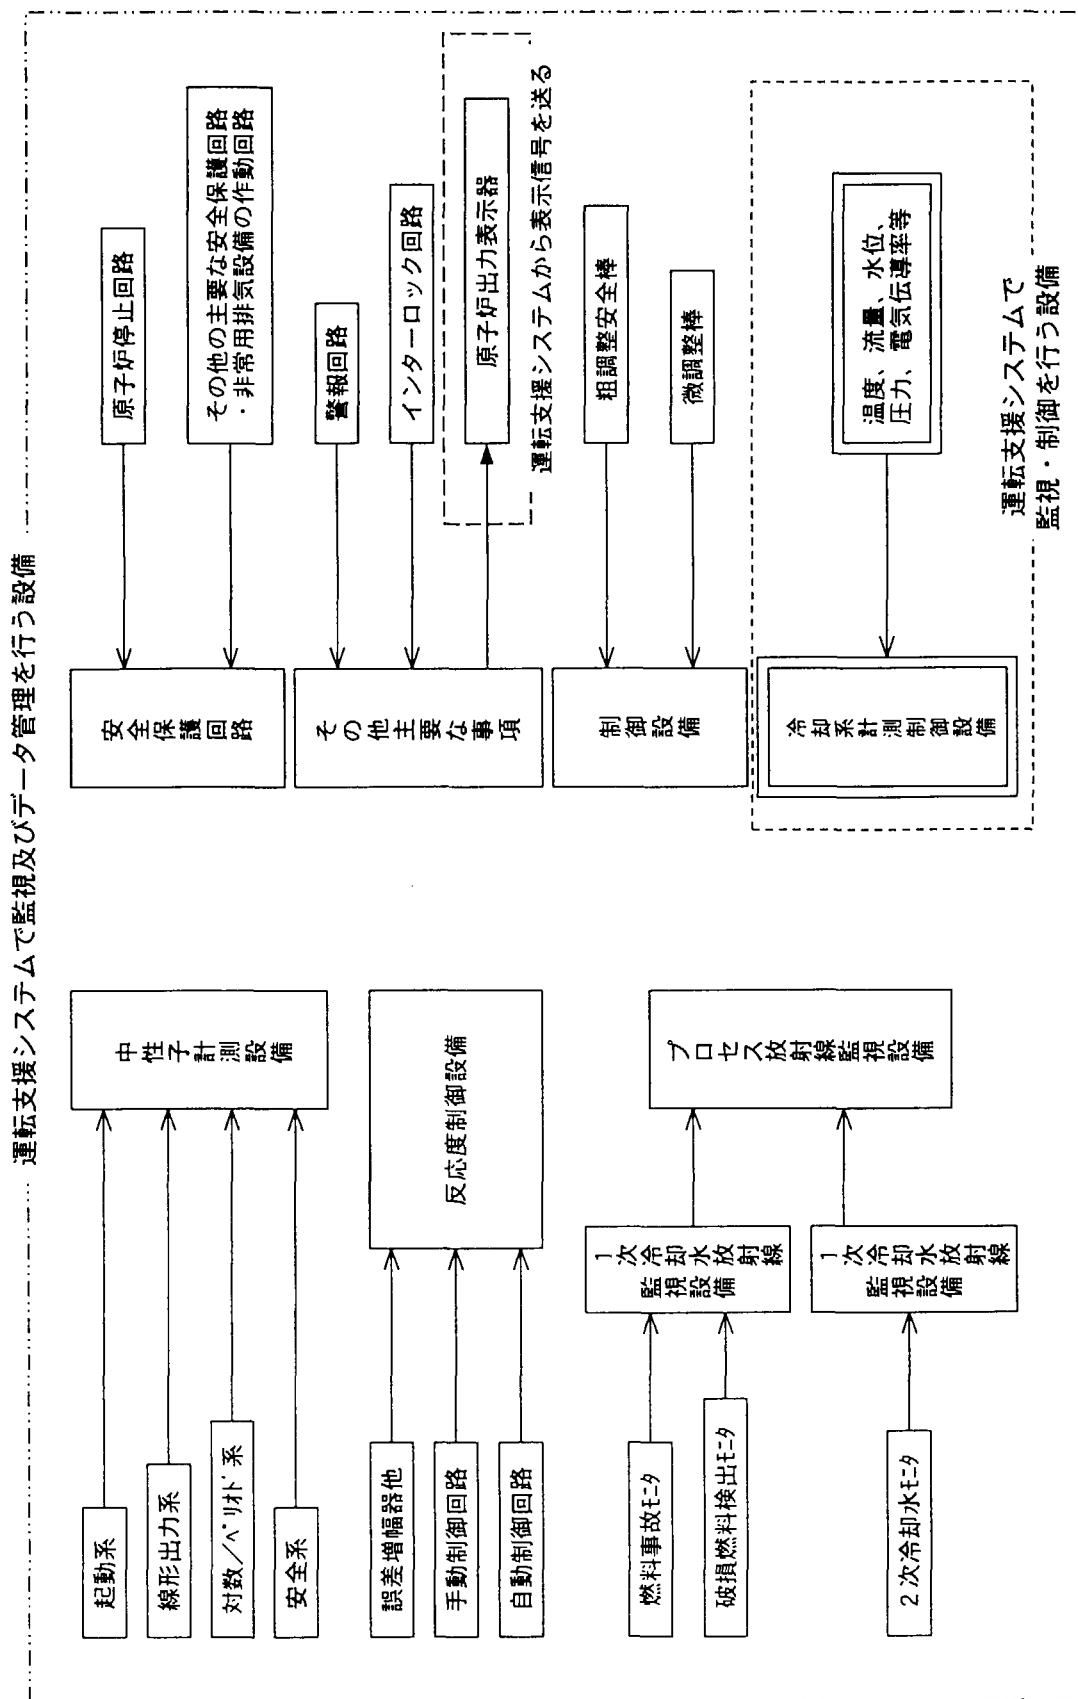 運転支援システムで監視及びデータ管理を行う設備
起動系
線形出力系
対数/ペリオド系
安全系
中性子計測設備
誤差増幅器他
手動制御回路
自動制御回路
反応度制御設備
燃料事故モニタ
破損燃料検出モニタ
1次冷却水放射線
監視設備
2次冷却水モニタ
1次冷却水放射線
監視設備
プロセス放射線監視設備
安全保護回路
原子炉停止回路
その他の主要な安全保護回路
・非常用排気設備の作動回路
その他主要な事項
警報回路
インターロック回路
原子炉出力表示器
運転支援システムから表示信号を送る
制御設備
粗調整安全棒
微調整棒
冷却系計測制御設備
温度、流量、水位、
圧力、電気伝導率等
運転支援システムで
監視・制御を行う設備